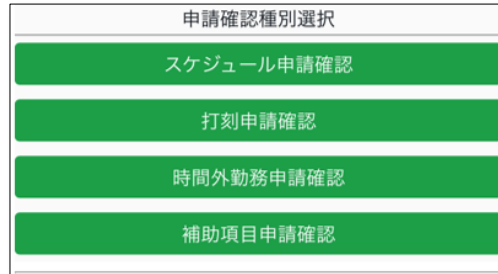 申請確認種別選択
スケジュール申請確認
打刻申請確認
時間外勤務申請確認
補助項目申請確認